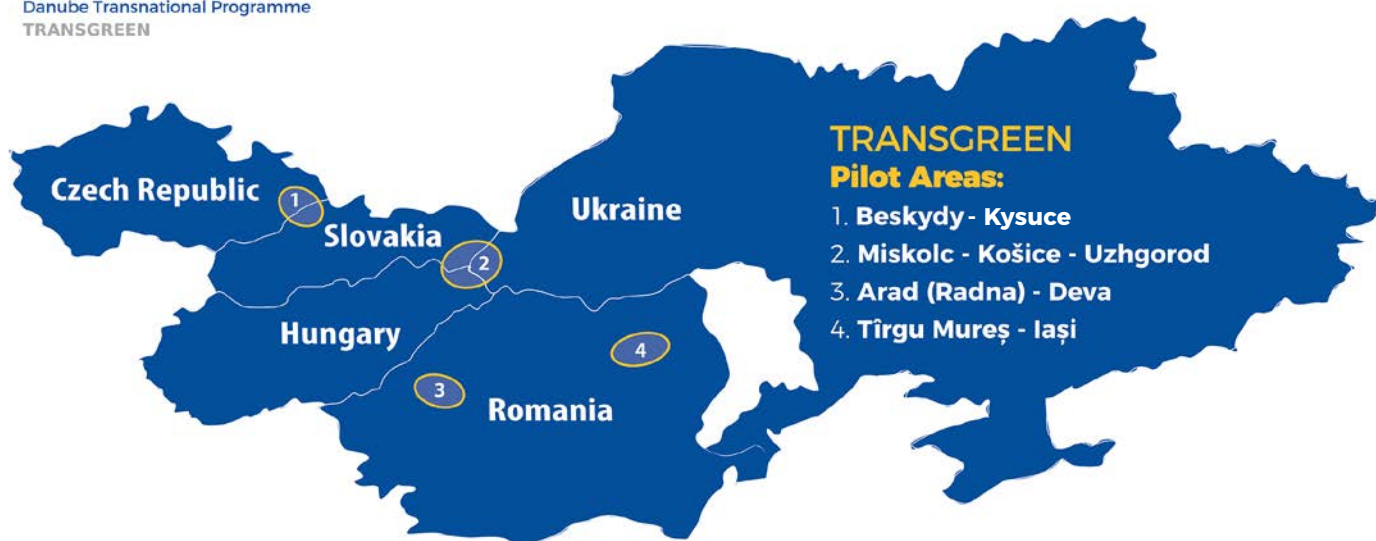 Danube Transnational Programme
TRANSGREEN
TRANSGREEN
Pilot Areas:
1. Beskydy - Kysuce
2. Miskolc - Košice - Uzhgorod
3. Arad (Radna) - Deva
4. Tîrgu Mureș - Iași
Czech Republic
1
Slovakia
2
Ukraine
Hungary
3
4
Romania